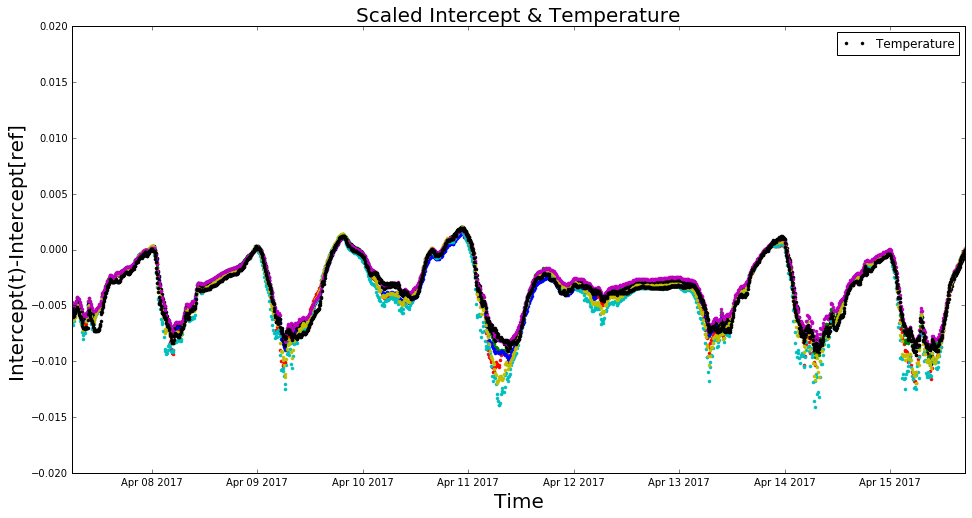 Scaled Intercept & Temperature
Temperature
Intercept(t)-Intercept[ref]
0.020
0.015
0.010
0.005
0.000
−0.005
−0.010
−0.015
−0.020
Apr 08 2017 Apr 09 2017 Apr 10 2017 Apr 11 2017 Apr 12 2017 Apr 13 2017 Apr 14 2017 Apr 15 2017
Time